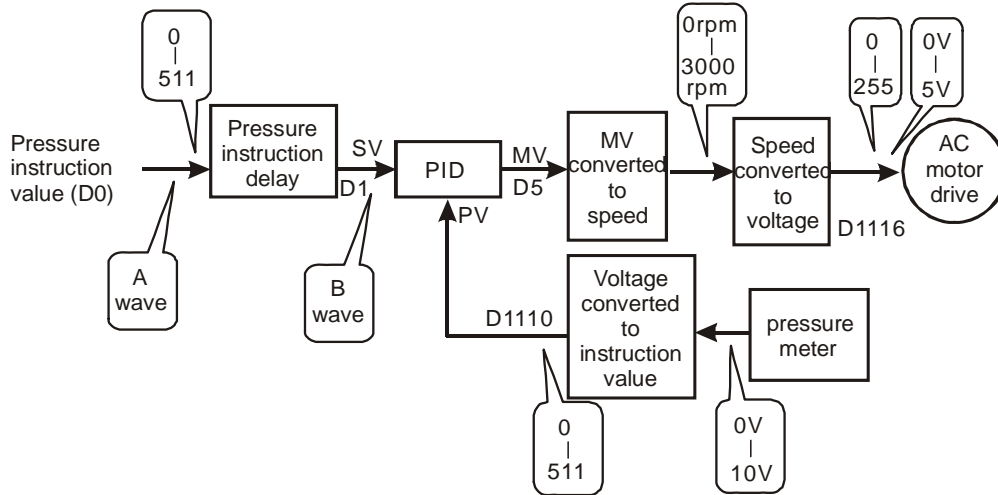 0
511
Pressure
instruction
value (D0)
A
wave
Pressure
instruction
delay
SV
D1
B
wave
PID
PV
MV
D5
MV
converted
to
speed
0rpm
3000
rpm
Speed
converted
to
voltage
0
255
0V
5V
D1116
AC
motor
drive
D1110
0
511
Voltage
converted
to
instruction
value
0V
10V
pressure
meter